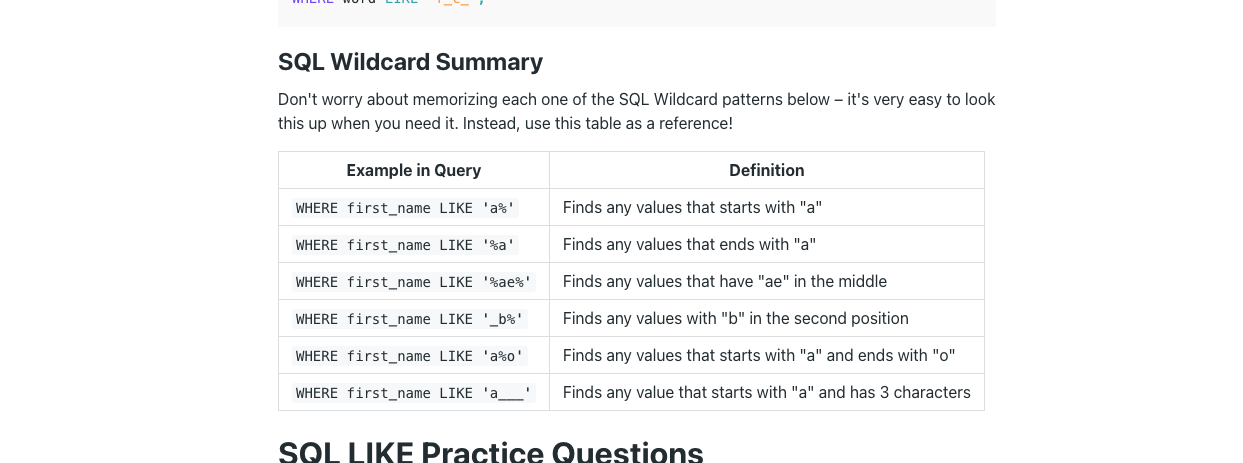 WHERE word LIKE 'f_c_';
SQL Wildcard Summary
Don't worry about memorizing each one of the SQL Wildcard patterns below – it's very easy to look
this up when you need it. Instead, use this table as a reference!
Example in Query Definition
WHERE first_name LIKE 'a%' Finds any values that starts with "a"
WHERE first_name LIKE '%a' Finds any values that ends with "a"
WHERE first_name LIKE '%ae%' Finds any values that have "ae" in the middle
WHERE first_name LIKE '_b%' Finds any values with "b" in the second position
WHERE first_name LIKE 'a%o' Finds any values that starts with "a" and ends with "o"
WHERE first_name LIKE 'a___' Finds any value that starts with "a" and has 3 characters
SQL LIKE Practice Questions